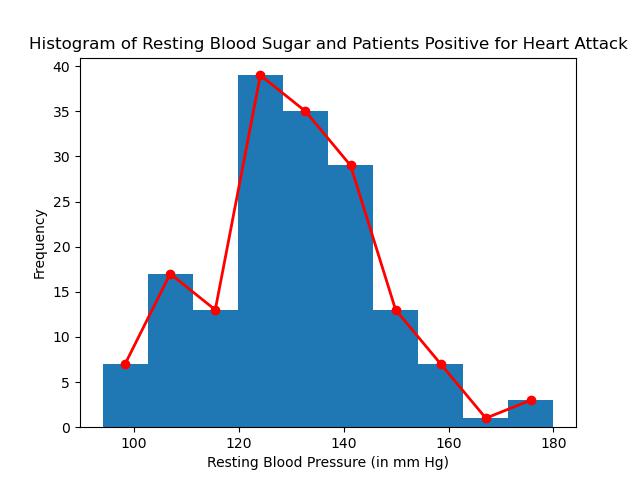 Histogram of Resting Blood Sugar and Patients Positive for Heart Attack
40
35
30
25
20
15
10
5
0
Frequency
100 120 140 160 180
Resting Blood Pressure (in mm Hg)